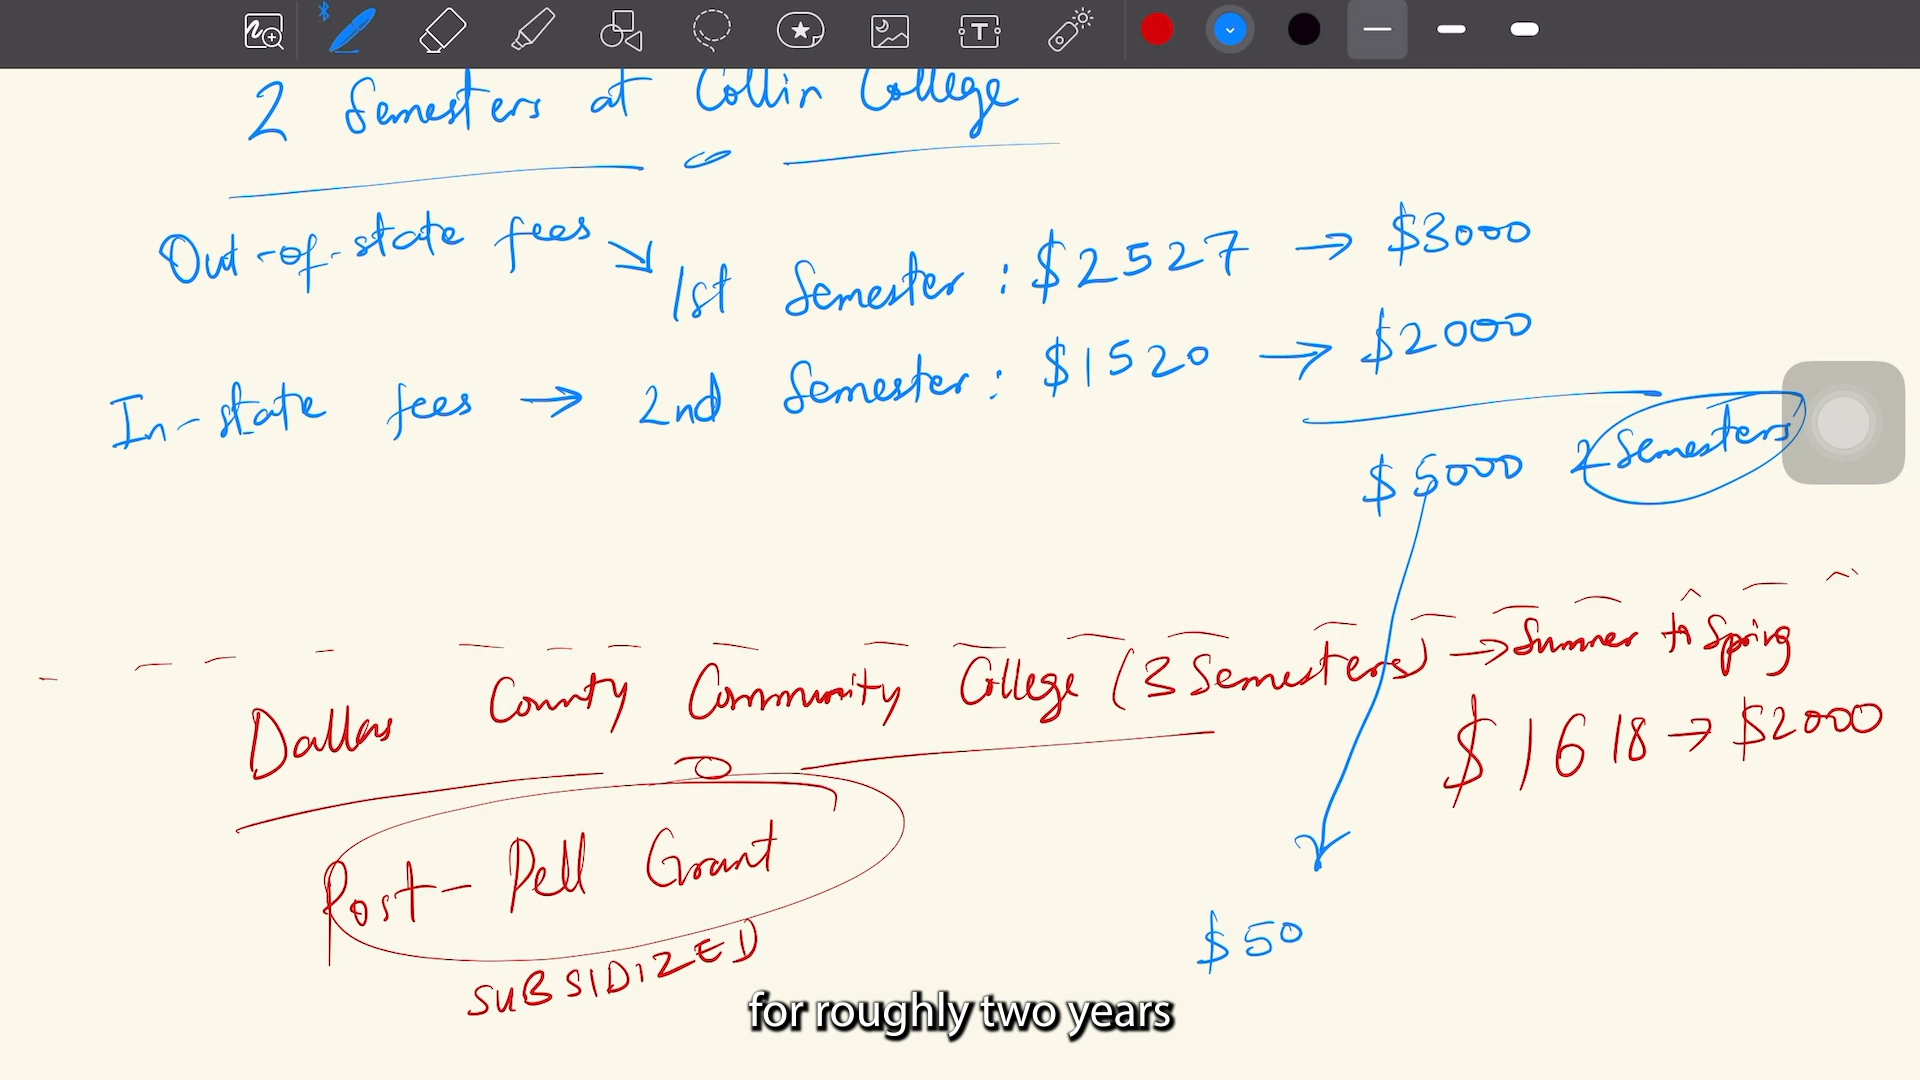 2 Semesters at Collin College
Out-of-state fees
1st Semester : $2527 → $3000
In-state fees → 2nd Semester: $1520 → $2000
$5000 2 Semesters
Dallas County Community College (3 Semesters) → Summer to Spring
$1618 → $2000
Post-Pell Grant
SUBSIDIZED
$50
for roughly two years